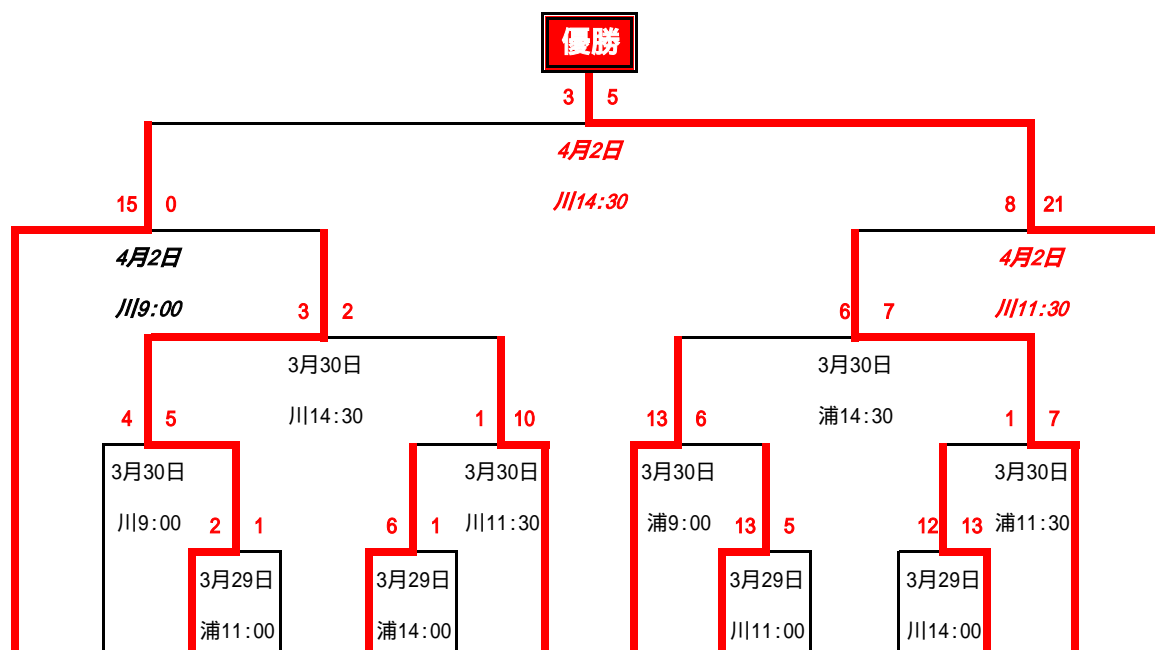 優勝
3 5
4月2日
川14:30
15 0
8 21
4月2日
川9:00
4月2日
川11:30
3 2
6 7
3月30日
川14:30
3月30日
浦14:30
4 5
1 10
13 6
1 7
3月30日
川9:00
3月30日
川11:30
3月30日
浦9:00
3月30日
浦11:30
2 1
6 1
13 5
12 13
3月29日
浦11:00
3月29日
浦14:00
3月29日
川11:00
3月29日
川14:00